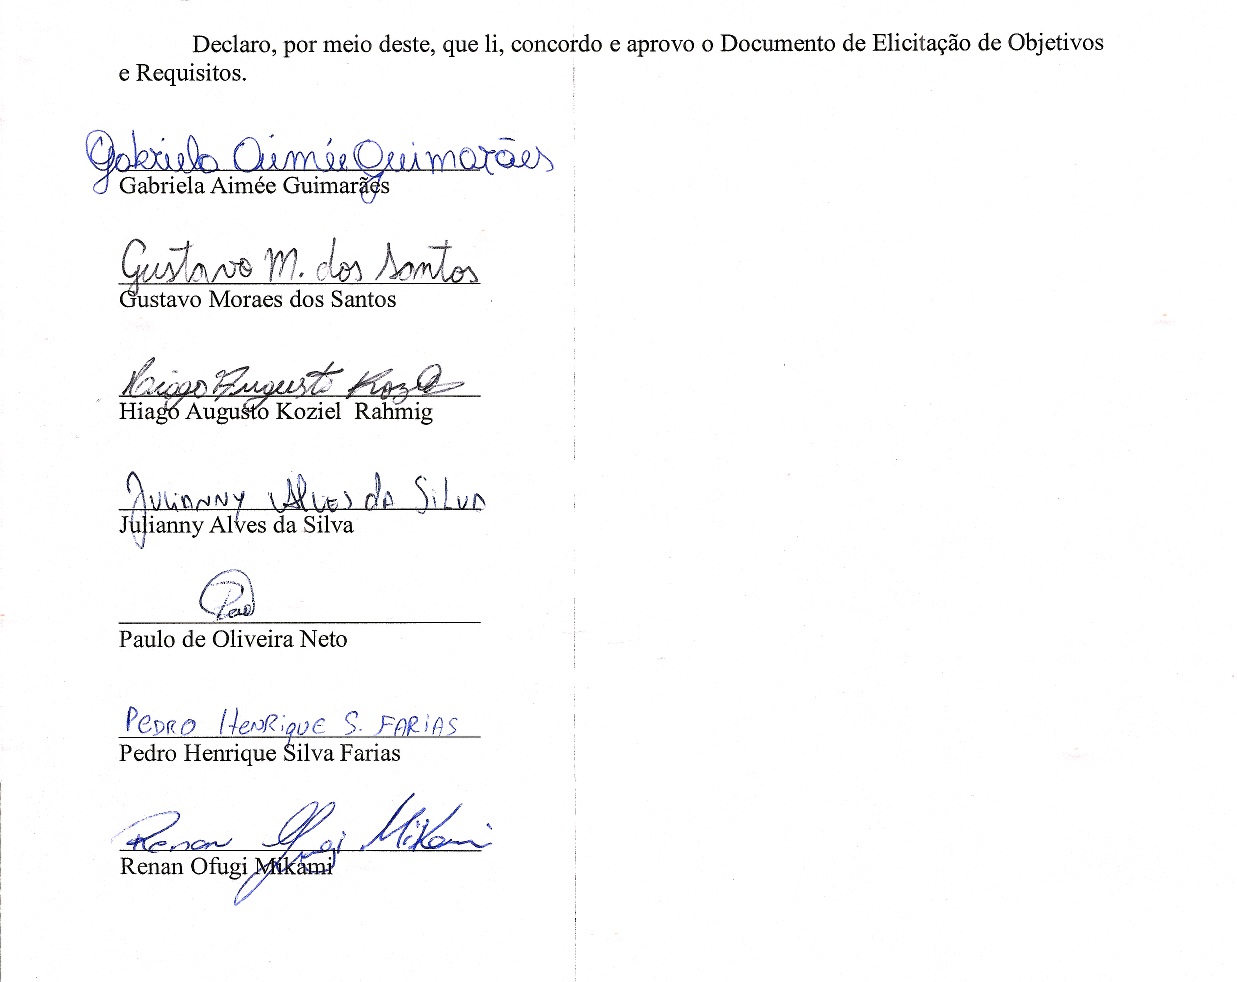 Declaro, por meio deste, que li, concordo e aprovo o Documento de Elicitação de Objetivos
e Requisitos.
Gabriela Aimée Guimarães
Gabriela Aimée Guimarães
Gustavo M. dos Santos
Gustavo Moraes dos Santos
Hiago Augusto Koziel
Hiago Augusto Koziel Rahmig
Julianny Alves da Silva
Julianny Alves da Silva
Paulo de Oliveira Neto
Pedro Henrique S. Farias
Pedro Henrique Silva Farias
Renan Ofugi Mikami
Renan Ofugi Mikami